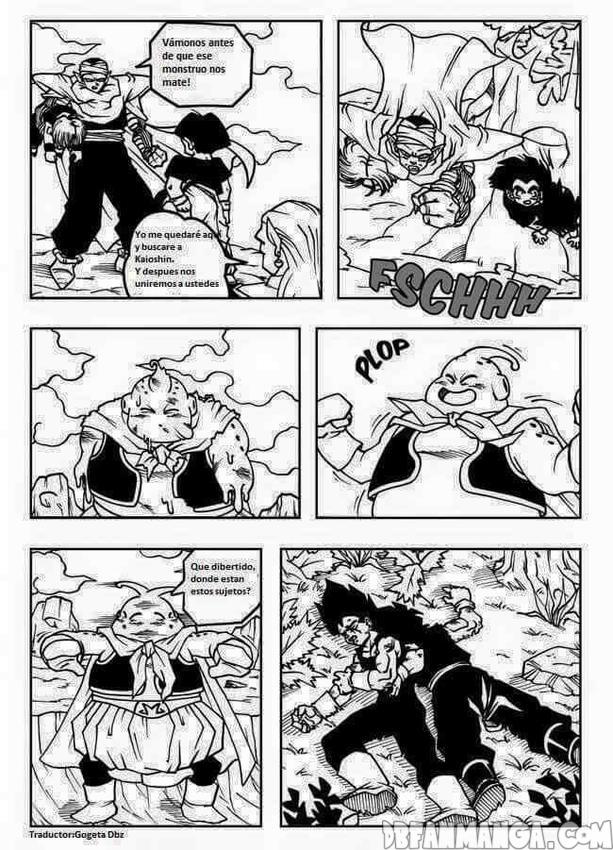 Vámonos antes
de que ese
monstruo nos
mate!
Yo me quedaré aquí
y buscare a
Kaioshin.
Y despues nos
uniremos a ustedes
FSCHHH
PLOP
Que dibertido,
donde estan
estos sujetos?
Traductor:Gogeta Dbz
DBFANMANGA.COM